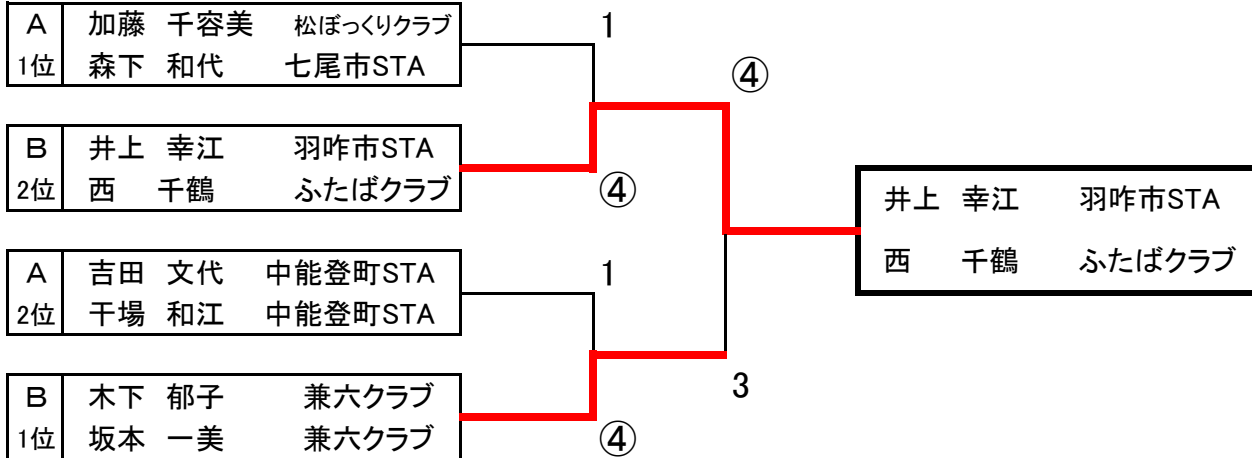 A 加藤 千容美 松ぼっくりクラブ
1位 森下 和代 七尾市STA
1
④
B 井上 幸江 羽咋市STA
2位 西 千鶴 ふたばクラブ
④
井上 幸江 羽咋市STA
西 千鶴 ふたばクラブ
A 吉田 文代 中能登町STA
2位 干場 和江 中能登町STA
1
3
B 木下 郁子 兼六クラブ
1位 坂本 一美 兼六クラブ
④